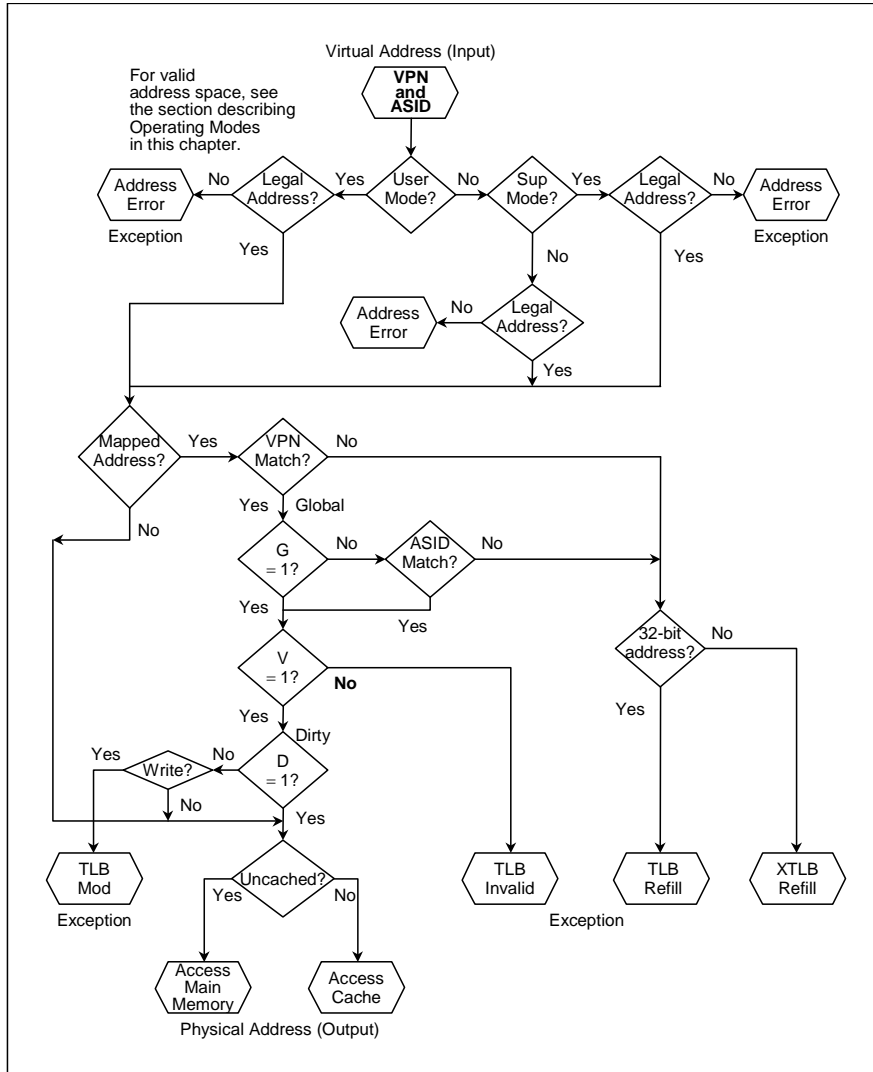 Virtual Address (Input)
For valid
address space, see
the section describing
Operating Modes
in this chapter.
VPN
and
ASID
Address
Error
Exception
No
Legal
Address?
Yes
Yes
User
Mode?
No
Sup
Mode?
Yes
Legal
Address?
No
Address
Error
Exception
No
Yes
Address
Error
No
Legal
Address?
Yes
Mapped
Address?
Yes
VPN
Match?
No
No
Yes
Global
G
= 1?
No
ASID
Match?
No
Yes
Yes
V
= 1?
No
32-bit
address?
No
Yes
Yes
Dirty
Yes
Write?
No
D
= 1?
No
Yes
TLB
Mod
Exception
Uncached?
Yes
No
TLB
Invalid
Exception
TLB
Refill
XTLB
Refill
Access
Main
Memory
Access
Cache
Physical Address (Output)